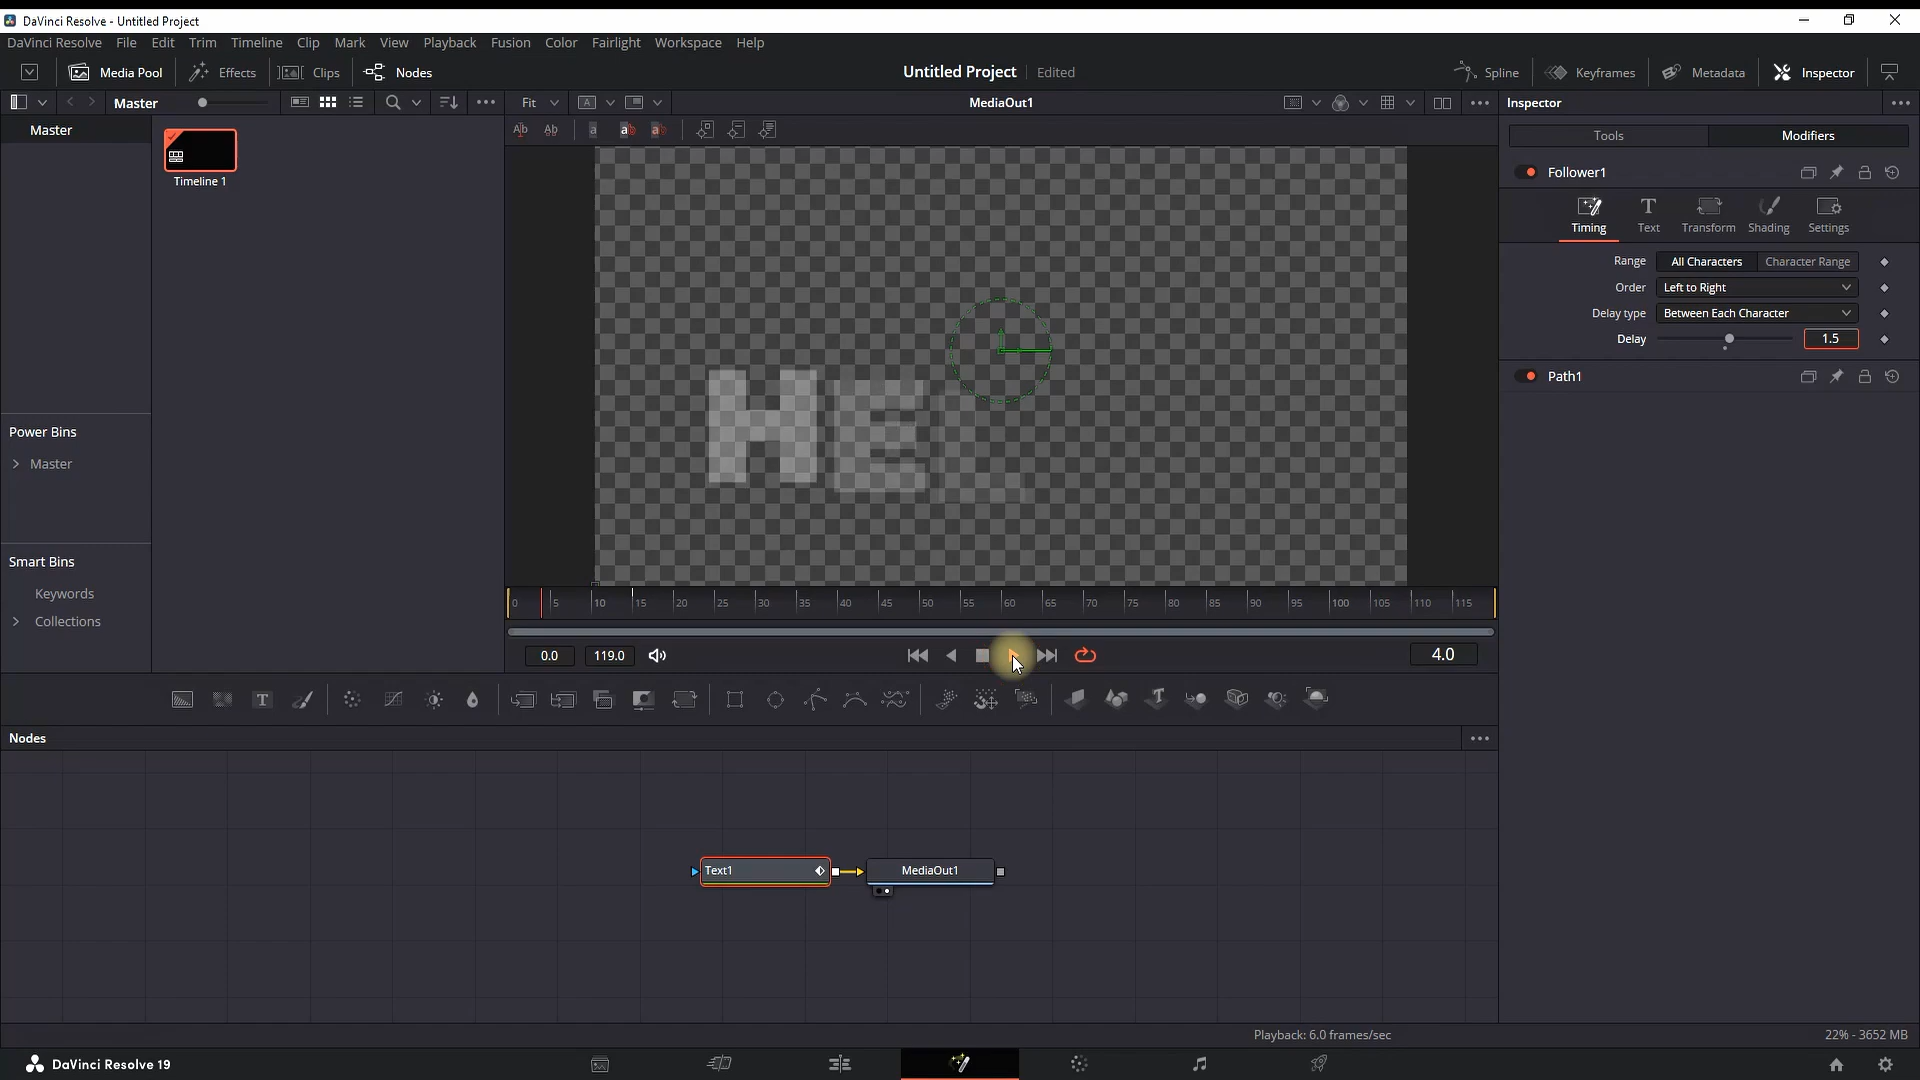 DaVinci Resolve - Untitled Project
DaVinci Resolve File Edit Trim Timeline Clip Mark View Playback Fusion Color Fairlight Workspace Help
Media Pool Effects Clips Nodes Untitled Project Edited Spline Keyframes Metadata Inspector
Master Fit MediaOut1 Inspector
Master
Timeline 1
Tools Modifiers
Follower1
Timing Text Transform Shading Settings
Range All Characters Character Range
Order Left to Right
Delay type Between Each Character
Delay 1.5
Path1
HEL
Power Bins
Master
Smart Bins
Keywords
Collections
0 5 10 15 20 25 30 35 40 45 50 55 60 65 70 75 80 85 90 95 100 105 110 115
0.0 119.0 4.0
Nodes
Text1 MediaOut1
Playback: 6.0 frames/sec 22% - 3652 MB
DaVinci Resolve 19